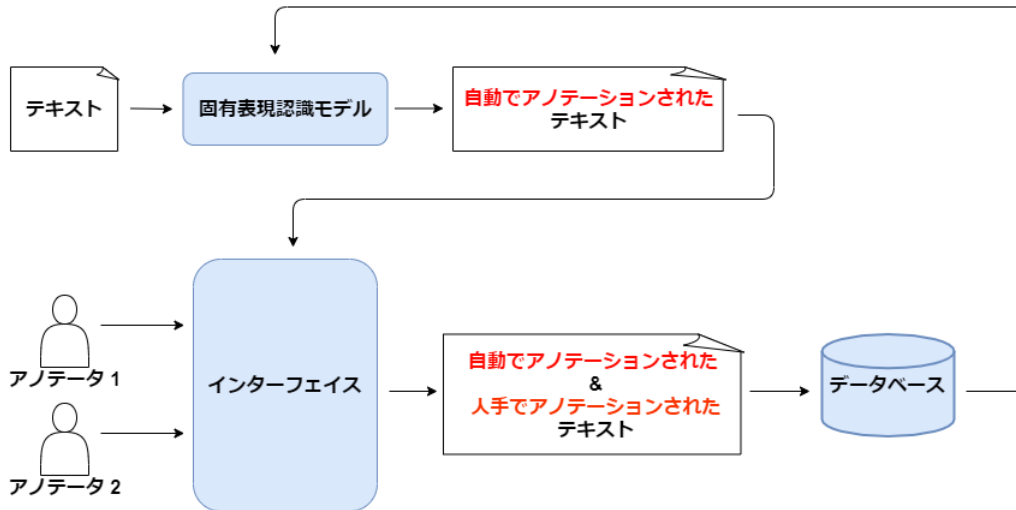 テキスト
固有表現認識モデル
自動でアノテーションされた
テキスト
アノテータ 1
アノテータ 2
インターフェイス
自動でアノテーションされた
&
人手でアノテーションされた
テキスト
データベース